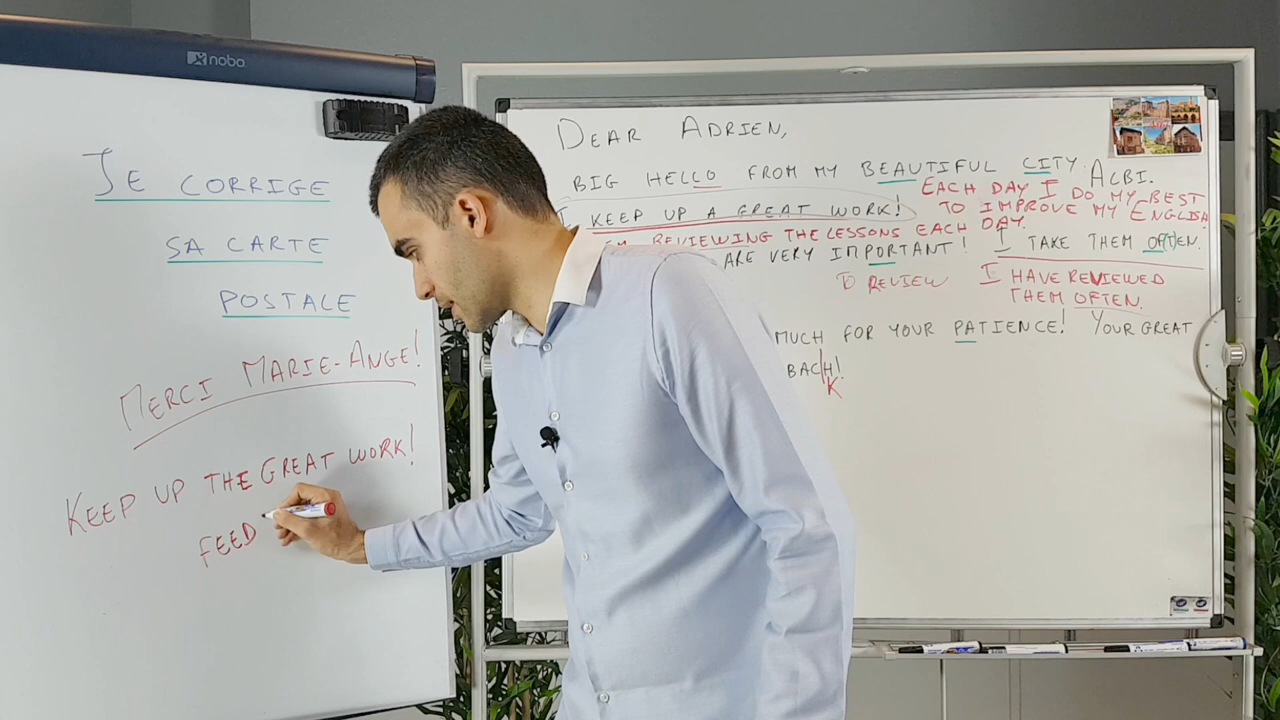 nobo
JE CORRIGE
SA CARTE
POSTALE
MERCI MARIE-ANGE!
KEEP UP THE GREAT WORK!
FEED
DEAR ADRIEN,
BIG HELLO FROM MY BEAUTIFUL CITY. ALBI.
I KEEP UP A GREAT WORK! EACH DAY I DO MY BEST
TO IMPROVE MY ENGLISH.
REVIEWING THE LESSONS EACH DAY.
ARE VERY IMPORTANT! I TAKE THEM OFTEN.
TO REVIEW I HAVE REVIEWED
THEM OFTEN.
MUCH FOR YOUR PATIENCE! YOUR GREAT
BACH!
K